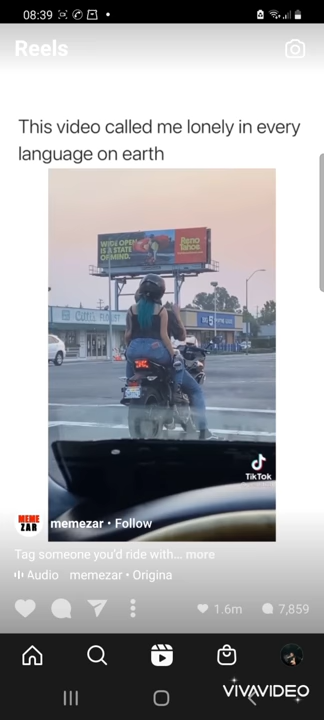 08:39
Reels
This video called me lonely in every
language on earth
WIDE OPEN
IS A STATE
OF MIND.
Reno
Tahoe
TikTok
MEME
ZAR
memezar • Follow
Tag someone you'd ride with... more
Audio memezar • Origina
1.6m
7,859
VIVAVIDEO